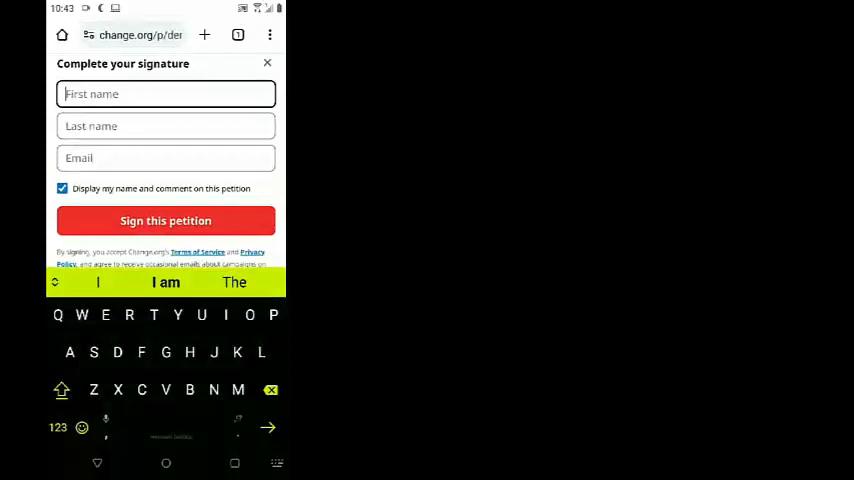 10:43
change.org/p/der
1
Complete your signature
First name
Last name
Email
Display my name and comment on this petition
Sign this petition
By signing, you accept Change.org's Terms of Service and Privacy
Policy, and agree to receive occasional emails about campaigns on
I I am The
Q W E R T Y U I O P
A S D F G H J K L
Z X C V B N M
123 , .